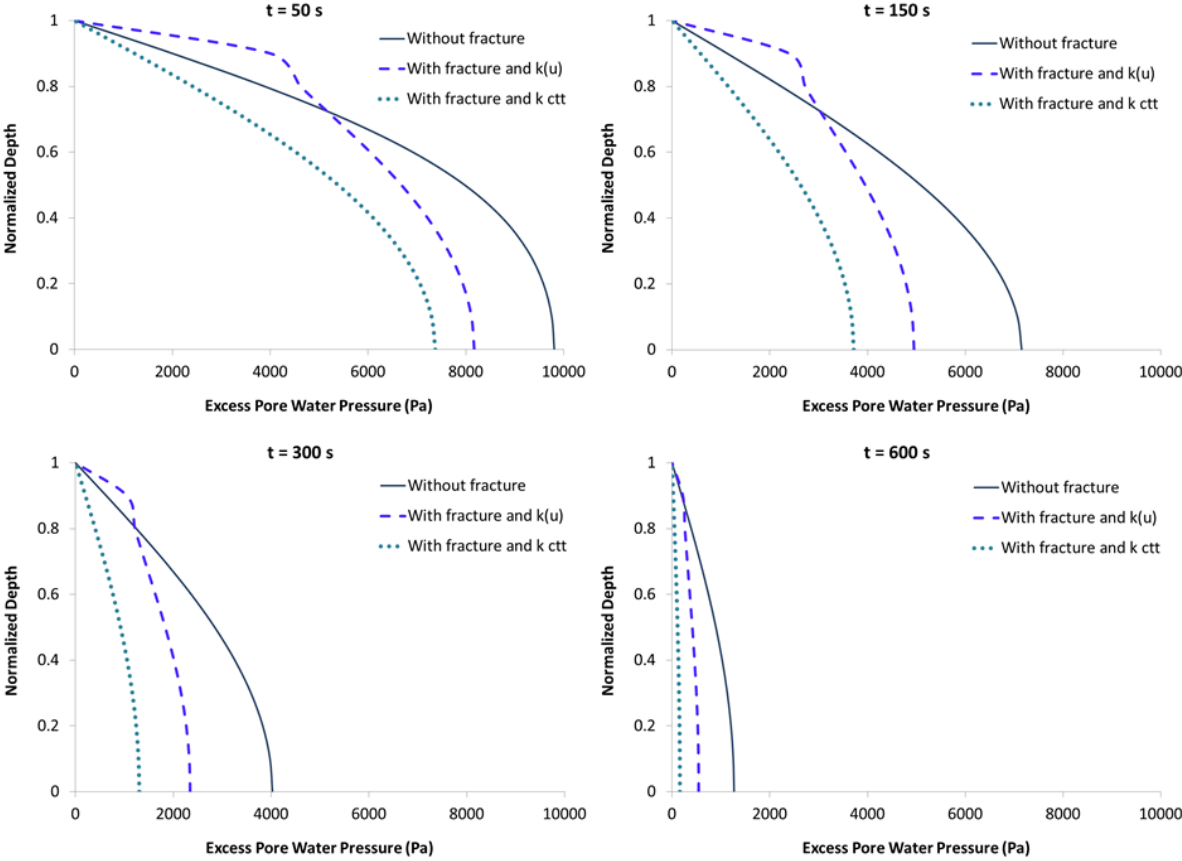 t = 50 s
Without fracture
With fracture and k(u)
With fracture and k ctt
Normalized Depth
1
0.8
0.6
0.4
0.2
0
0 2000 4000 6000 8000 10000
Excess Pore Water Pressure (Pa)
t = 150 s
Without fracture
With fracture and k(u)
With fracture and k ctt
Normalized Depth
1
0.8
0.6
0.4
0.2
0
0 2000 4000 6000 8000 10000
Excess Pore Water Pressure (Pa)
t = 300 s
Without fracture
With fracture and k(u)
With fracture and k ctt
Normalized Depth
1
0.8
0.6
0.4
0.2
0
0 2000 4000 6000 8000 10000
Excess Pore Water Pressure (Pa)
t = 600 s
Without fracture
With fracture and k(u)
With fracture and k ctt
Normalized Depth
1
0.8
0.6
0.4
0.2
0
0 2000 4000 6000 8000 10000
Excess Pore Water Pressure (Pa)